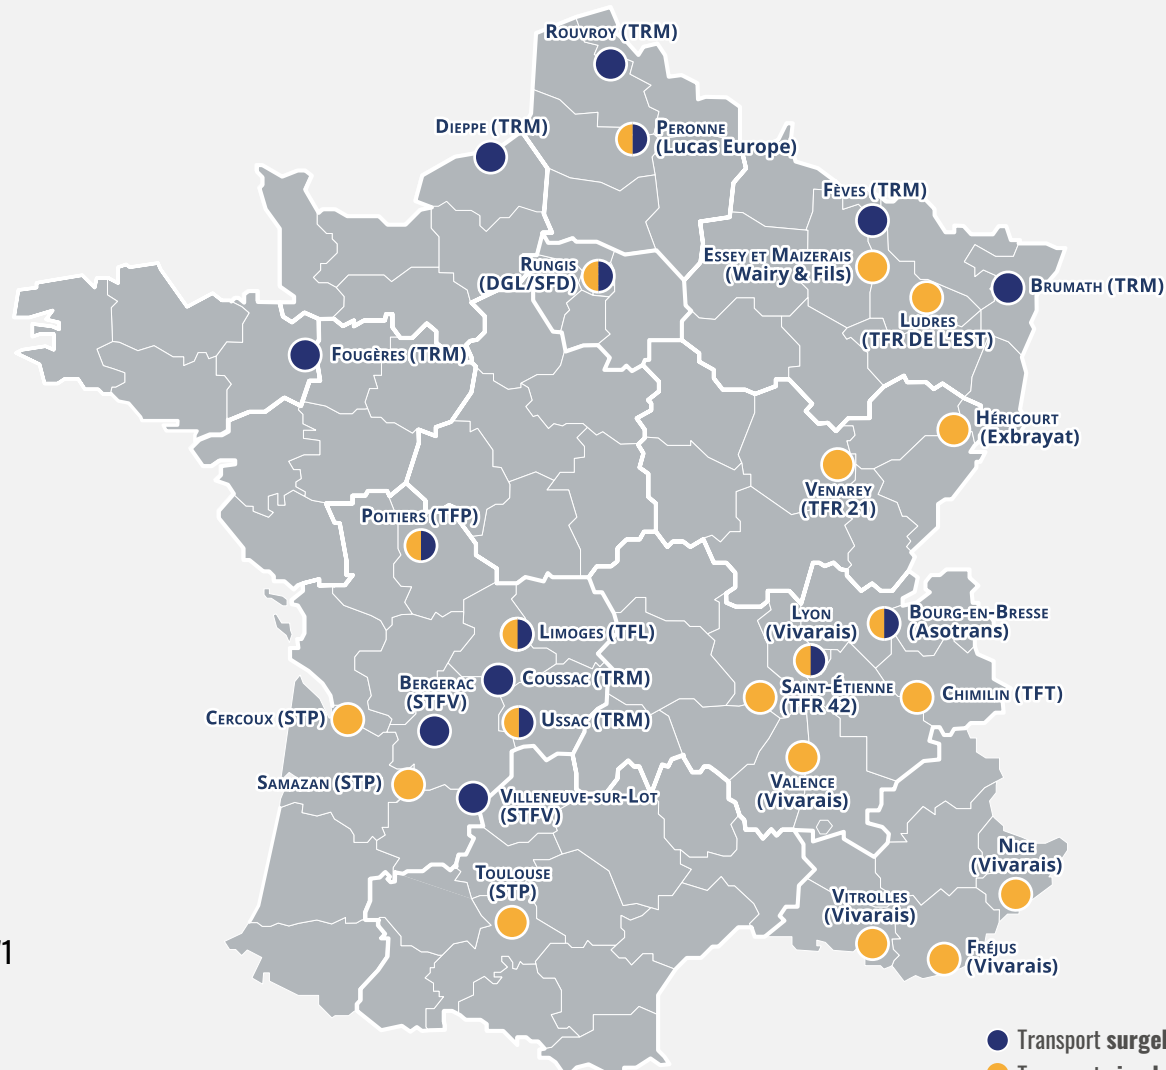 Rouvroy (TRM)
Dieppe (TRM)
Peronne
(Lucas Europe)
Fèves (TRM)
Essey et Maizerais
(Wairy & Fils)
Rungis
(DGL/SFD)
Brumath (TRM)
Ludres
(TFR DE L'EST)
Fougères (TRM)
Héricourt
(Exbrayat)
Venarey
(TFR 21)
Poitiers (TFP)
Lyon
(Vivarais)
Bourg-en-Bresse
(Asotrans)
Limoges (TFL)
Coussac (TRM)
Bergerac
(STFV)
Saint-Étienne
(TFR 42)
Chimilin (TFT)
Cercoux (STP)
Ussac (TRM)
Samazan (STP)
Valence
(Vivarais)
Villeneuve-sur-Lot
(STFV)
Nice
(Vivarais)
Toulouse
(STP)
Vitrolles
(Vivarais)
Fréjus
(Vivarais)
1
Transport surgel